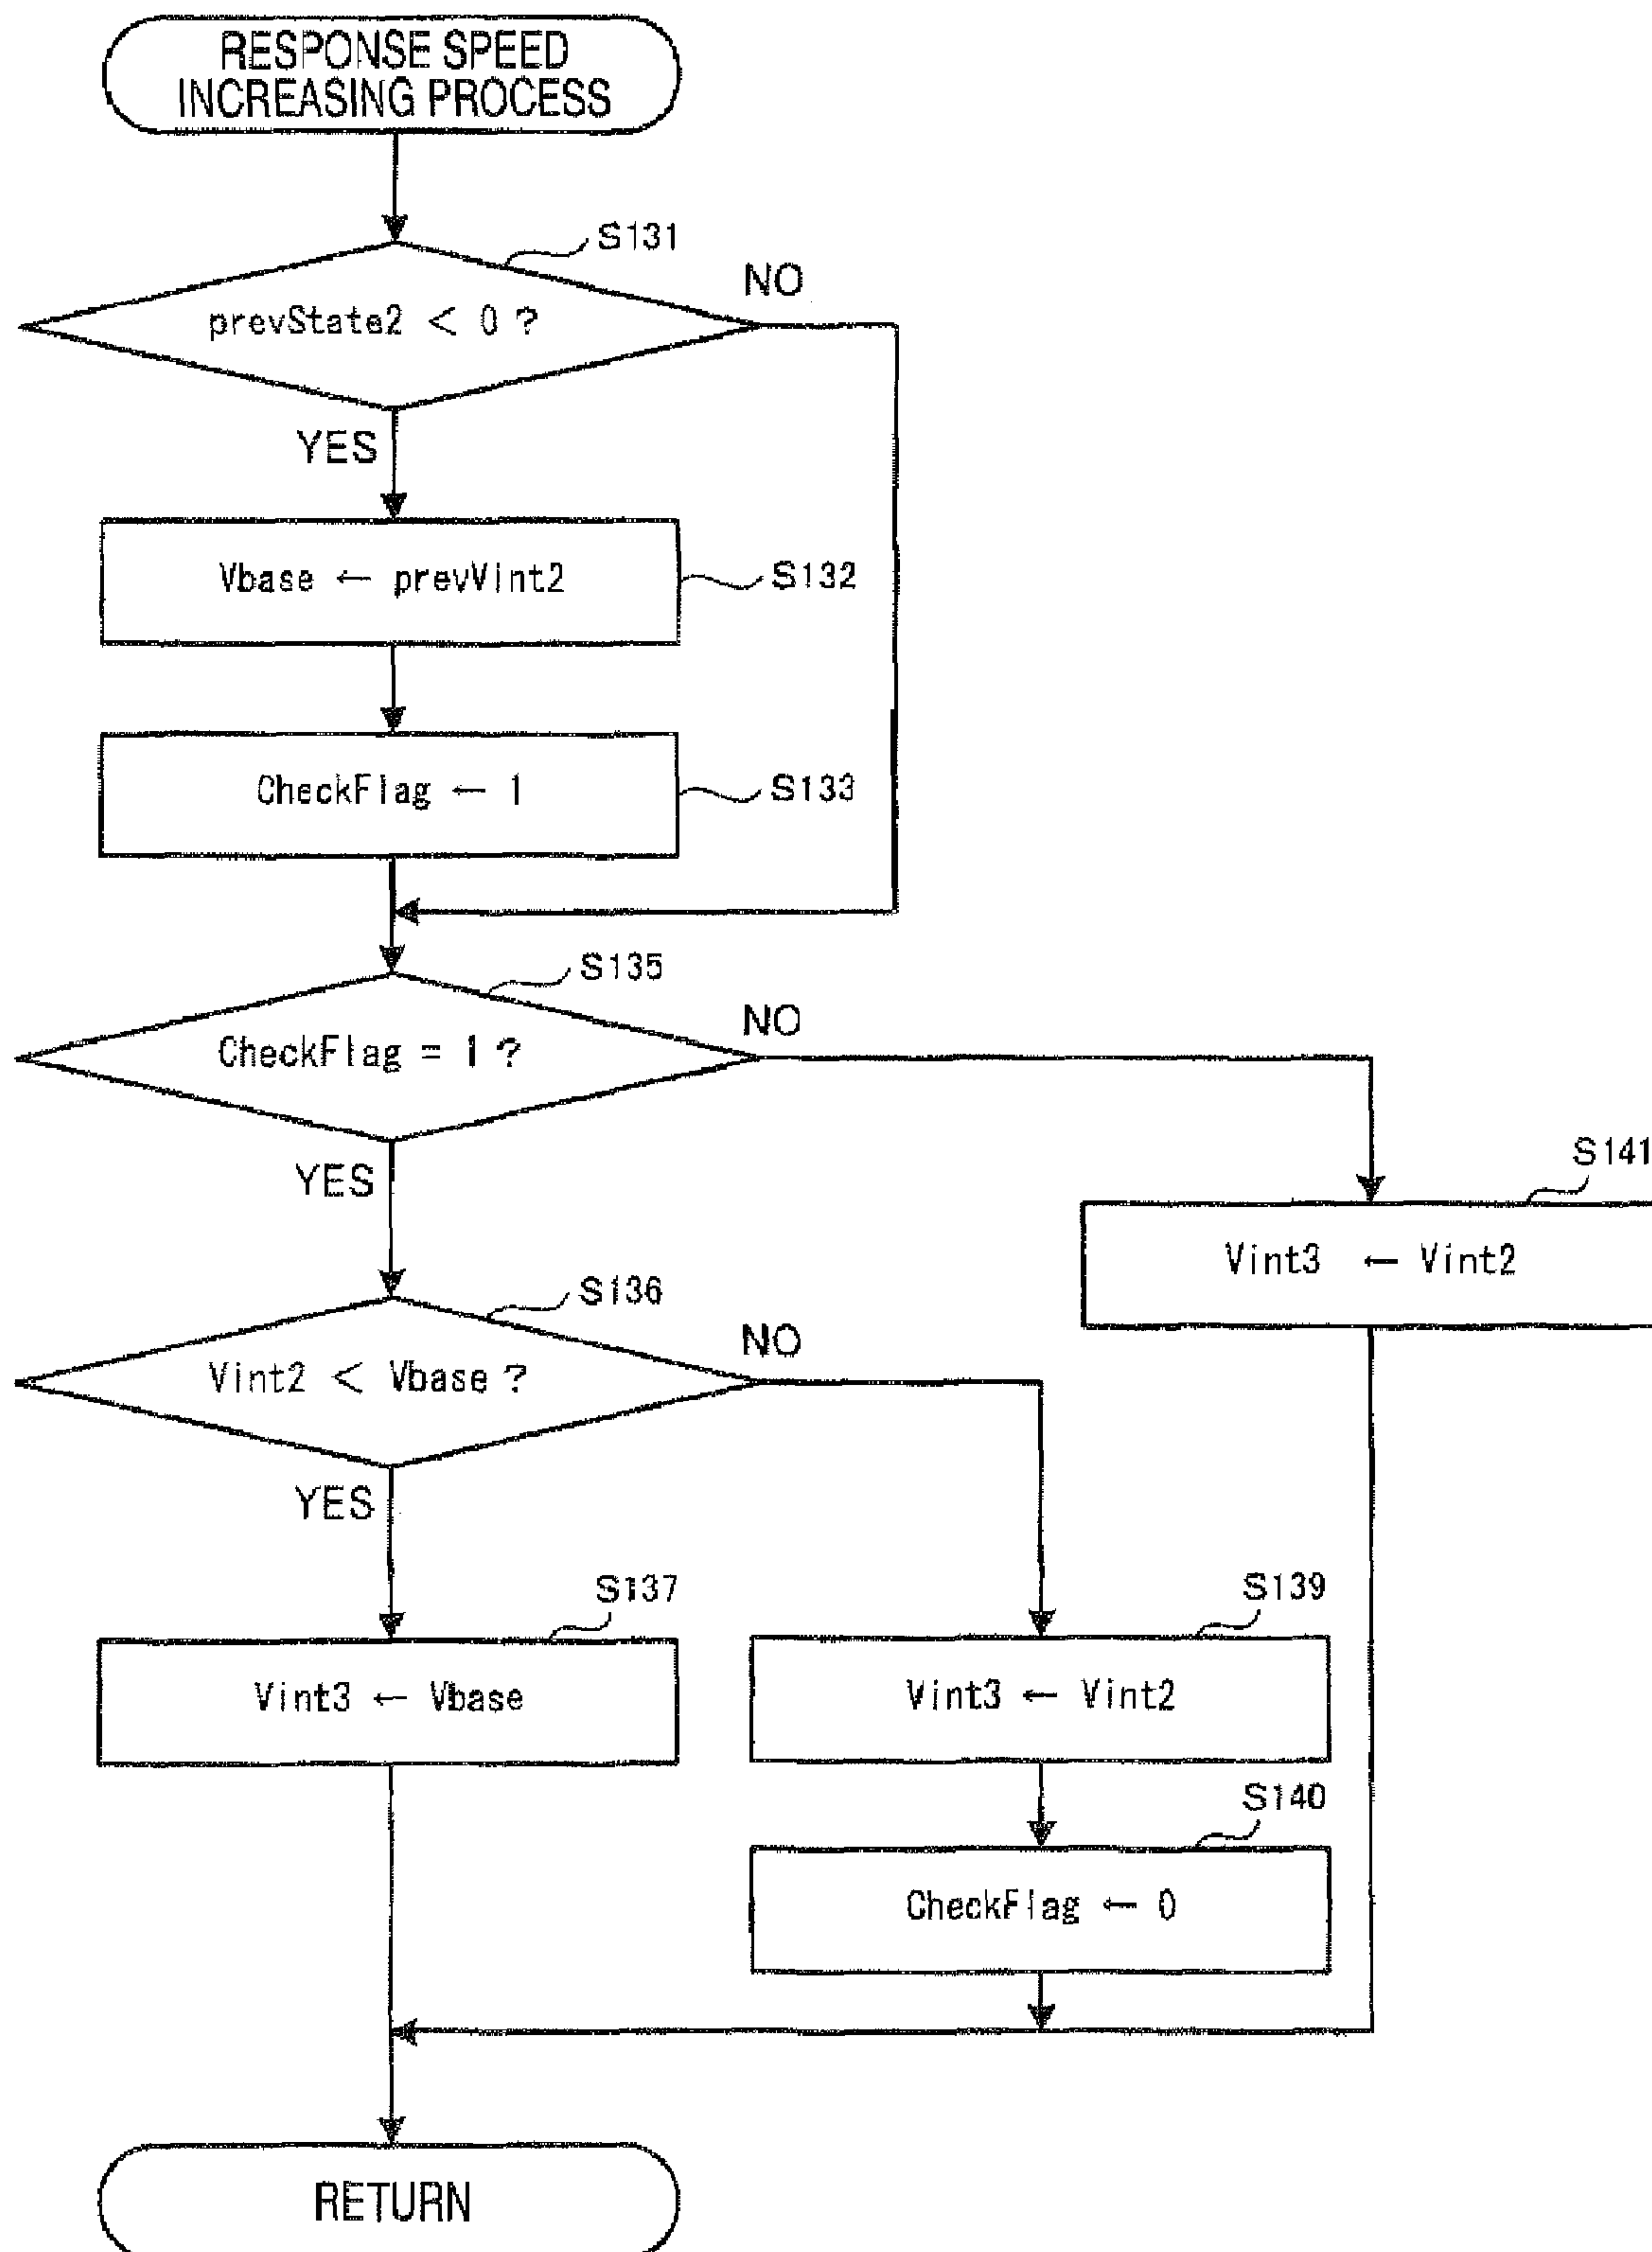 RESPONSE SPEED
INCREASING PROCESS
S131
prevState2 < 0 ?
NO
YES
Vbase ← prevVint2
S132
CheckFlag ← 1
S133
S135
CheckFlag = 1 ?
NO
YES
S141
Vint3 ← Vint2
S136
Vint2 < Vbase ?
NO
YES
S137
Vint3 ← Vbase
S139
Vint3 ← Vint2
S140
CheckFlag ← 0
RETURN